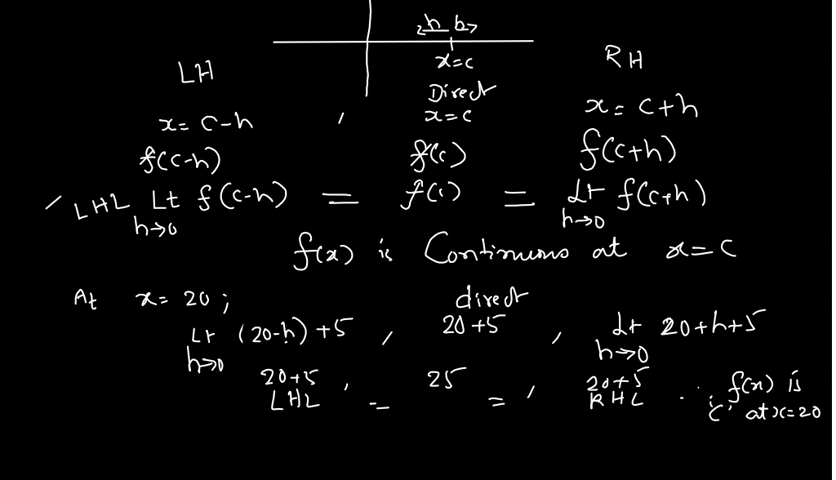 h h
x=c
LH Direct RH
x= c-h , x=c x= c+h
f(c-h) f(c) f(c+h)
LHL Lt f(c-h) = f(c) = Lt f(c+h)
h→0 h→0
f(x) is Continuous at x=c
At x= 20 ; direct
Lt (20-h)+5 , 20+5 , Lt 20+h+5
h→0 h→0
20+5 , 25 , 20+5 f(x) is
LHL = = RHL 'c' at x=20